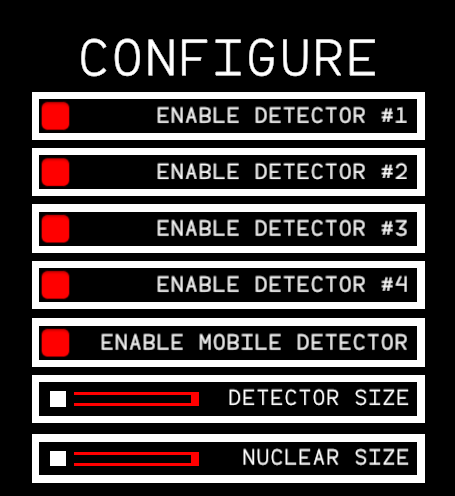 CONFIGURE
ENABLE DETECTOR #1
ENABLE DETECTOR #2
ENABLE DETECTOR #3
ENABLE DETECTOR #4
ENABLE MOBILE DETECTOR
DETECTOR SIZE
NUCLEAR SIZE